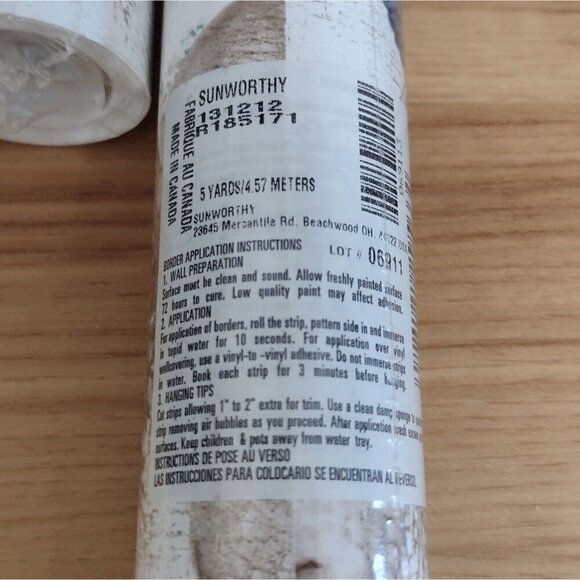 SUNWORTHY
131212
R185171
FABRIQUE AU CANADA
MADE IN CANADA
5 YARDS/4.57 METERS
SUNWORTHY
23645 Mercantile Rd. Beachwood OH.
LOT # 06911
BORDER APPLICATION INSTRUCTIONS
1. WALL PREPARATION
Surface must be clean and sound. Allow freshly painted surface
72 hours to cure. Low quality paint may affect adhesion.
2. APPLICATION
For application of borders, roll the strip, pattern side in and immerse
in tepid water for 10 seconds. For application over vinyl
wallcovering, use a vinyl-to -vinyl adhesive. Do not immerse strips
in water. Book each strip for 3 minutes before hanging.
3. HANGING TIPS
Cut strips allowing 1" to 2" extra for trim. Use a clean damp sponge to
strip removing air bubbles as you proceed. After application wash excess
surfaces. Keep children & pets away from water tray.
INSTRUCTIONS DE POSE AU VERSO
LAS INSTRUCCIONES PARA COLOCARIO SE ENCUENTRAN AL REVERSO.